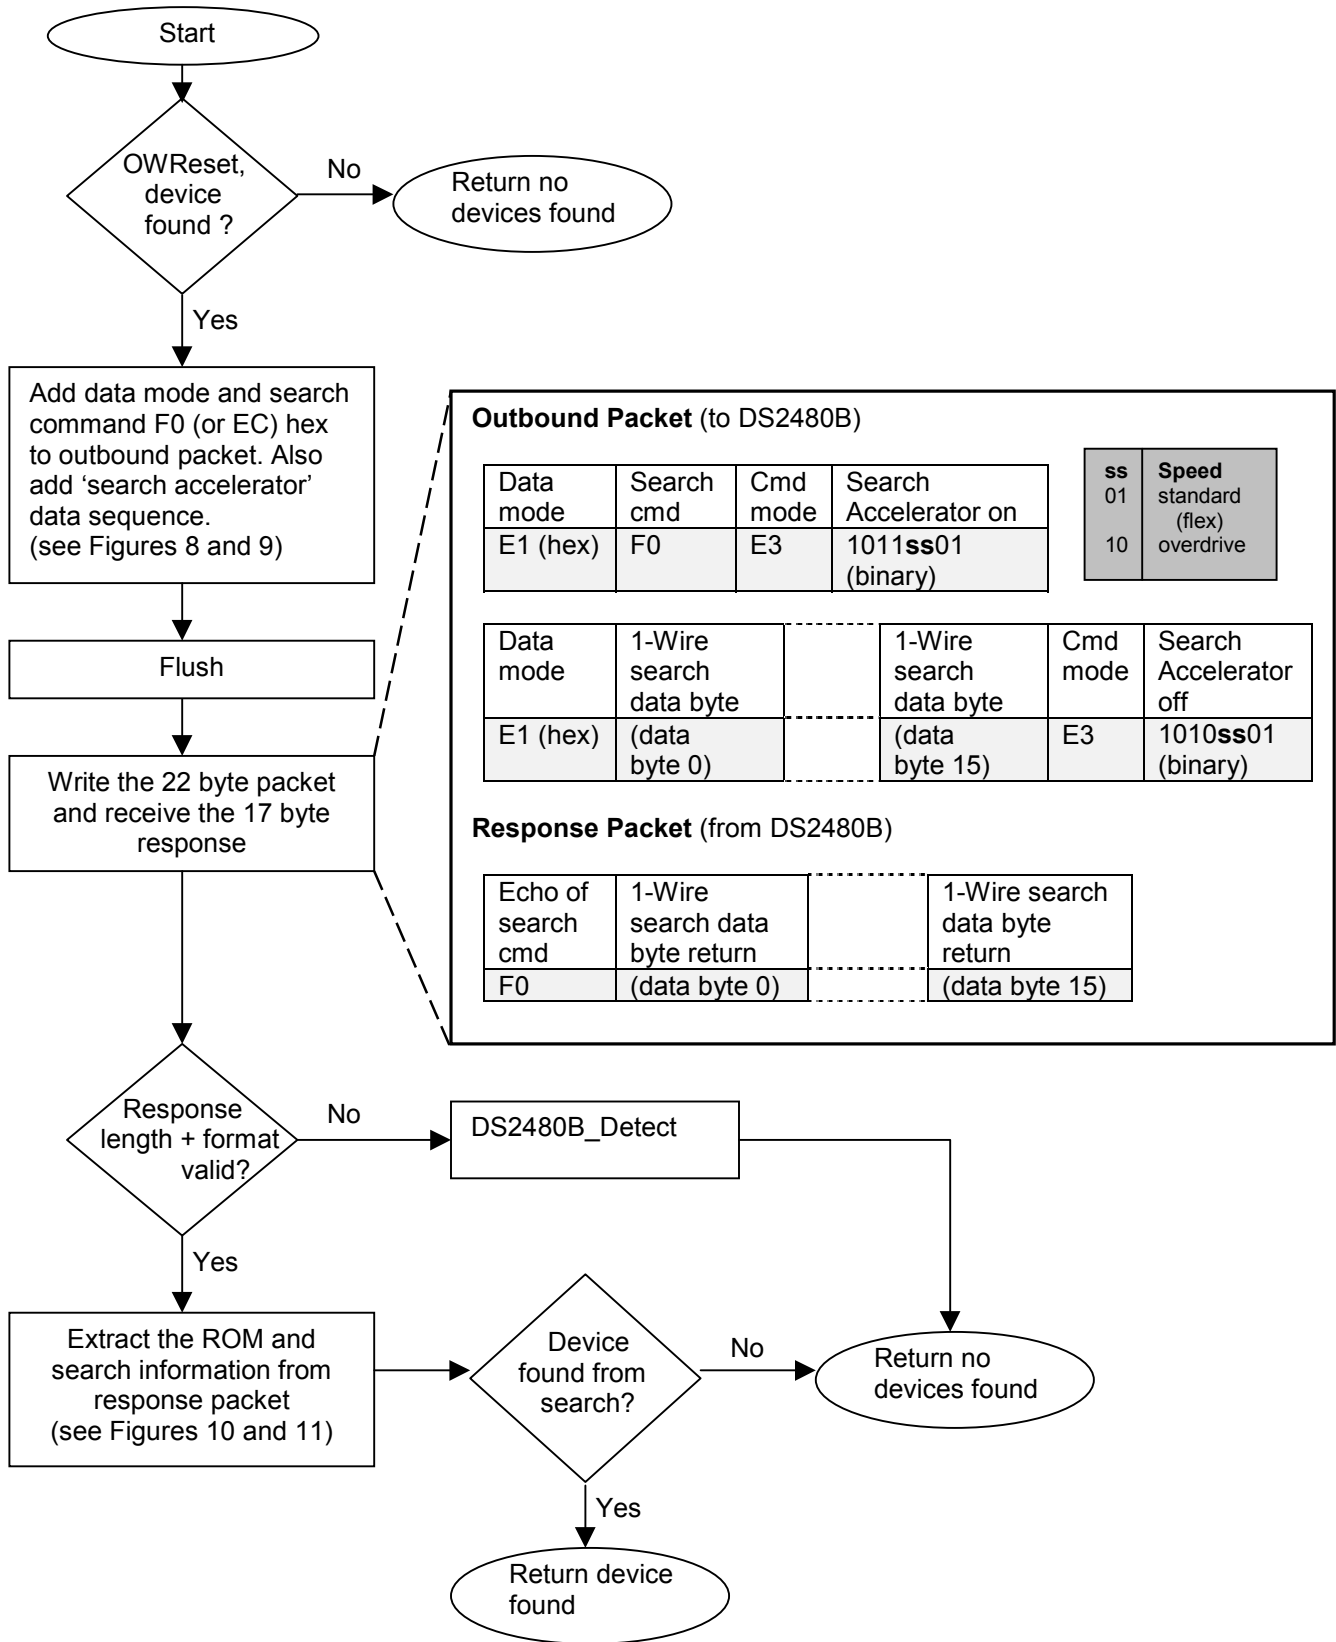 Start
OWReset,
device
found ?
No
Return no
devices found
Yes
Add data mode and search
command F0 (or EC) hex
to outbound packet. Also
add ‘search accelerator’
data sequence.
(see Figures 8 and 9)
Flush
Write the 22 byte packet
and receive the 17 byte
response
Outbound Packet (to DS2480B)
Data
mode
Search
cmd
Cmd
mode
Search
Accelerator on
E1 (hex)
F0
E3
1011ss01
(binary)
ss Speed
01 standard
(flex)
10 overdrive
Data
mode
1-Wire
search
data byte
1-Wire
search
data byte
Cmd
mode
Search
Accelerator
off
E1 (hex)
(data
byte 0)
(data
byte 15)
E3
1010ss01
(binary)
Response Packet (from DS2480B)
Echo of
search
cmd
1-Wire
search data
byte return
1-Wire search
data byte
return
F0
(data byte 0)
(data byte 15)
Response
length + format
valid?
No
DS2480B_Detect
Yes
Extract the ROM and
search information from
response packet
(see Figures 10 and 11)
Device
found from
search?
No
Return no
devices found
Yes
Return device
found